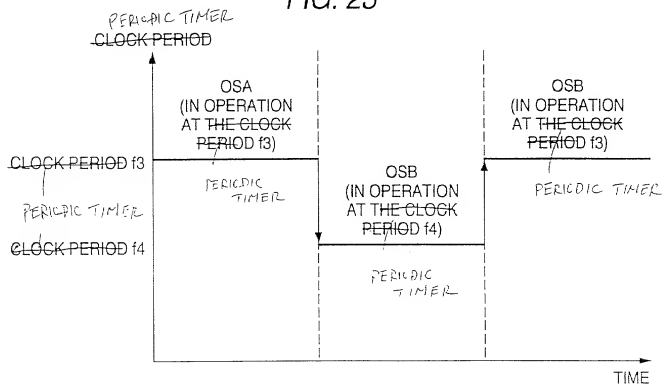 FIG. 25
PERIODIC TIMER
CLOCK PERIOD
OSA
(IN OPERATION
AT THE CLOCK
PERIOD f3)
PERIODIC
TIMER
OSB
(IN OPERATION
AT THE CLOCK
PERIOD f4)
PERIODIC
TIMER
OSB
(IN OPERATION
AT THE CLOCK
PERIOD f3)
PERIODIC TIMER
CLOCK PERIOD f3
PERIODIC TIMER
CLOCK PERIOD f4
TIME